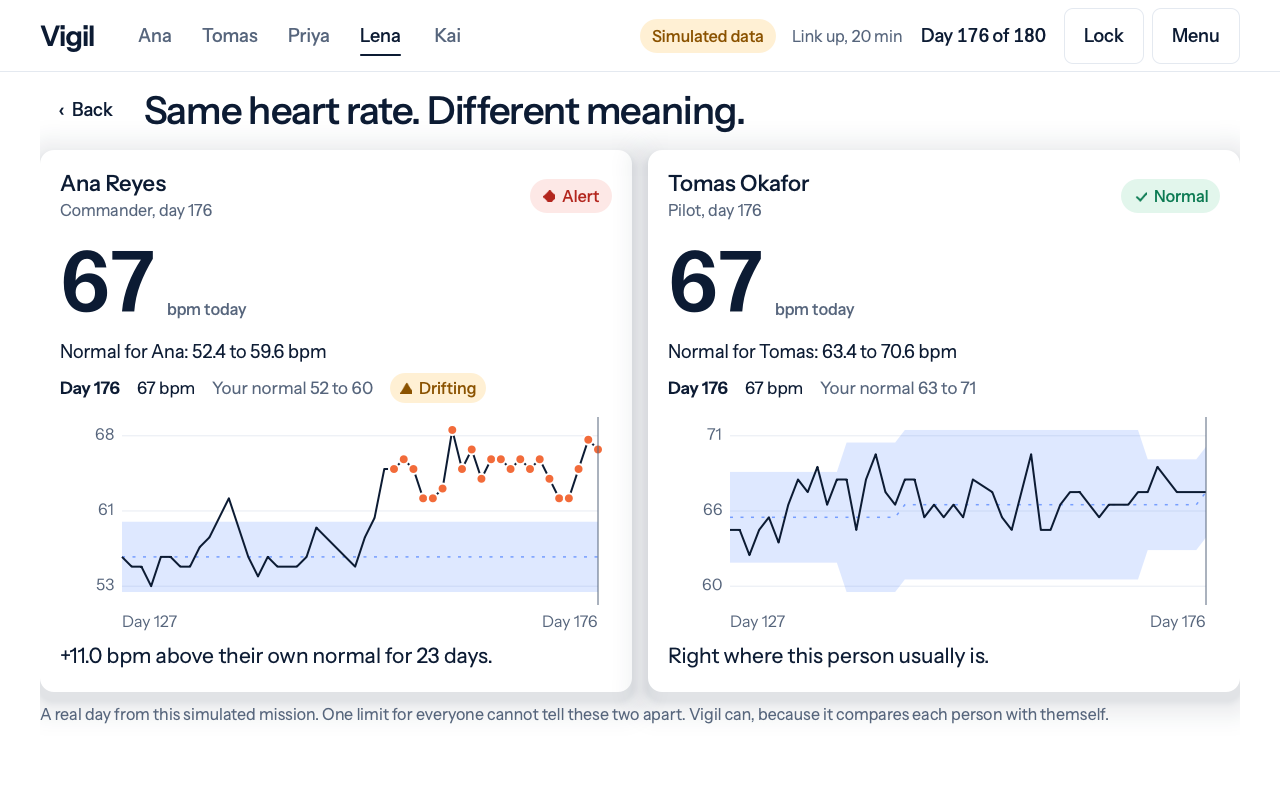 Vigil
Ana Tomas Priya Lena Kai
Simulated data
Link up, 20 min
Day 176 of 180
Lock
Menu
‹ Back
Same heart rate. Different meaning.
Ana Reyes
Commander, day 176
Alert
67 bpm today
Normal for Ana: 52.4 to 59.6 bpm
Day 176 67 bpm Your normal 52 to 60 Drifting
68
61
53
Day 127 Day 176
+11.0 bpm above their own normal for 23 days.
Tomas Okafor
Pilot, day 176
Normal
67 bpm today
Normal for Tomas: 63.4 to 70.6 bpm
Day 176 67 bpm Your normal 63 to 71
71
66
60
Day 127 Day 176
Right where this person usually is.
A real day from this simulated mission. One limit for everyone cannot tell these two apart. Vigil can, because it compares each person with themself.